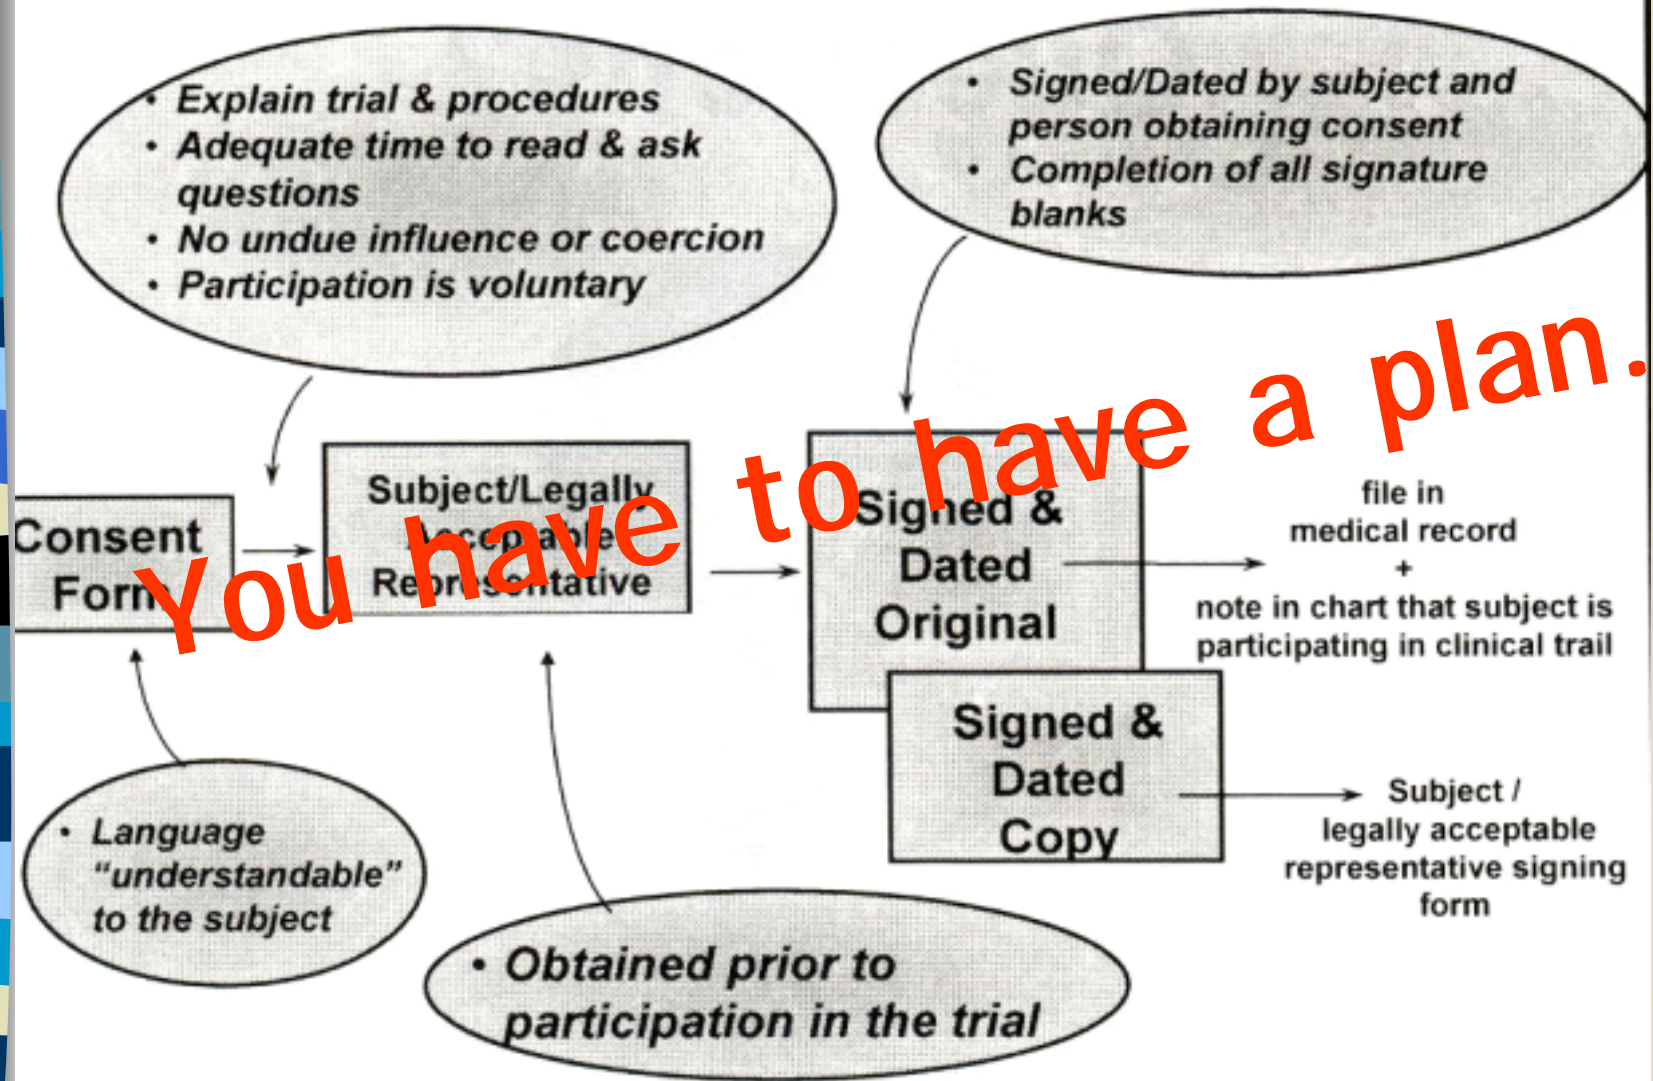 • Explain trial & procedures
• Adequate time to read & ask
questions
• No undue influence or coercion
• Participation is voluntary
• Signed/Dated by subject and
person obtaining consent
• Completion of all signature
blanks
You have to have a plan.
Consent
Form
Subject/Legally
Acceptable
Representative
Signed &
Dated
Original
file in
medical record
+
note in chart that subject is
participating in clinical trail
Signed &
Dated
Copy
Subject /
legally acceptable
representative signing
form
• Language
“understandable”
to the subject
• Obtained prior to
participation in the trial